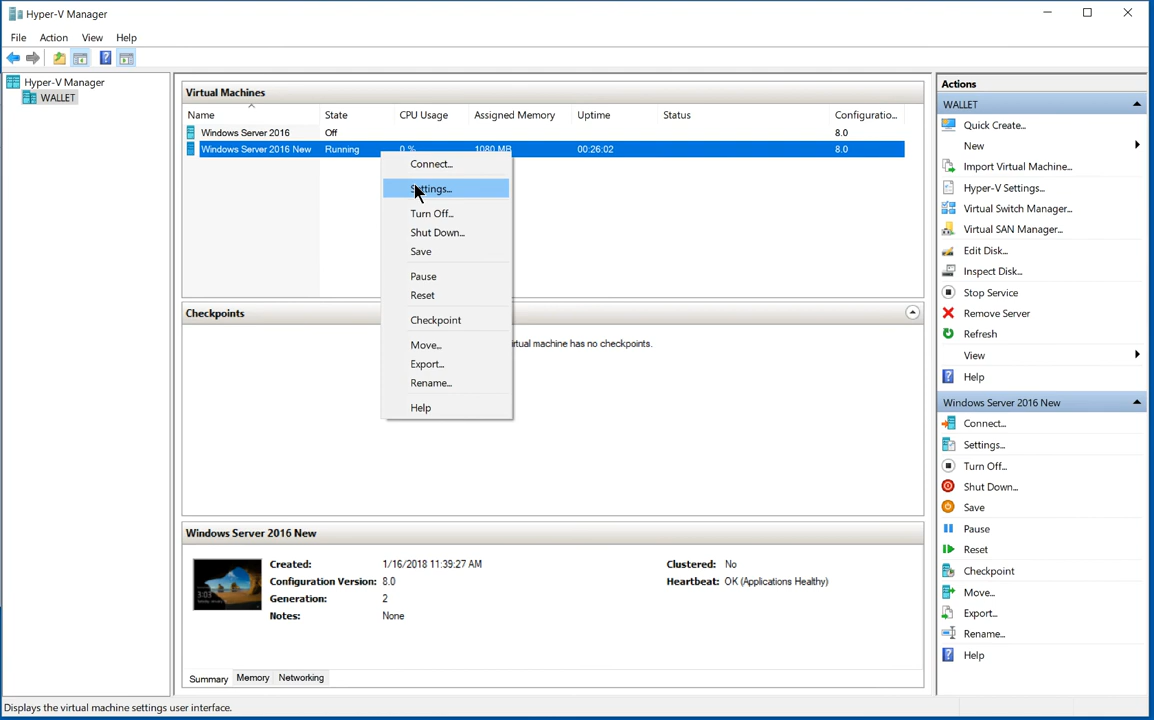 Hyper-V Manager
File Action View Help
Hyper-V Manager
WALLET
Virtual Machines
Name State CPU Usage Assigned Memory Uptime Status Configuratio...
Windows Server 2016 Off 8.0
Windows Server 2016 New Running 0 % 1080 MB 00:26:02 8.0
Connect...
Settings...
Turn Off...
Shut Down...
Save
Pause
Reset
Checkpoint
Move...
Export...
Rename...
Help
Checkpoints
virtual machine has no checkpoints.
Windows Server 2016 New
3:03
Created: 1/16/2018 11:39:27 AM
Configuration Version: 8.0
Generation: 2
Notes: None
Clustered: No
Heartbeat: OK (Applications Healthy)
Summary Memory Networking
Actions
WALLET
Quick Create...
New
Import Virtual Machine...
Hyper-V Settings...
Virtual Switch Manager...
Virtual SAN Manager...
Edit Disk...
Inspect Disk...
Stop Service
Remove Server
Refresh
View
Help
Windows Server 2016 New
Connect...
Settings...
Turn Off...
Shut Down...
Save
Pause
Reset
Checkpoint
Move...
Export...
Rename...
Help
Displays the virtual machine settings user interface.